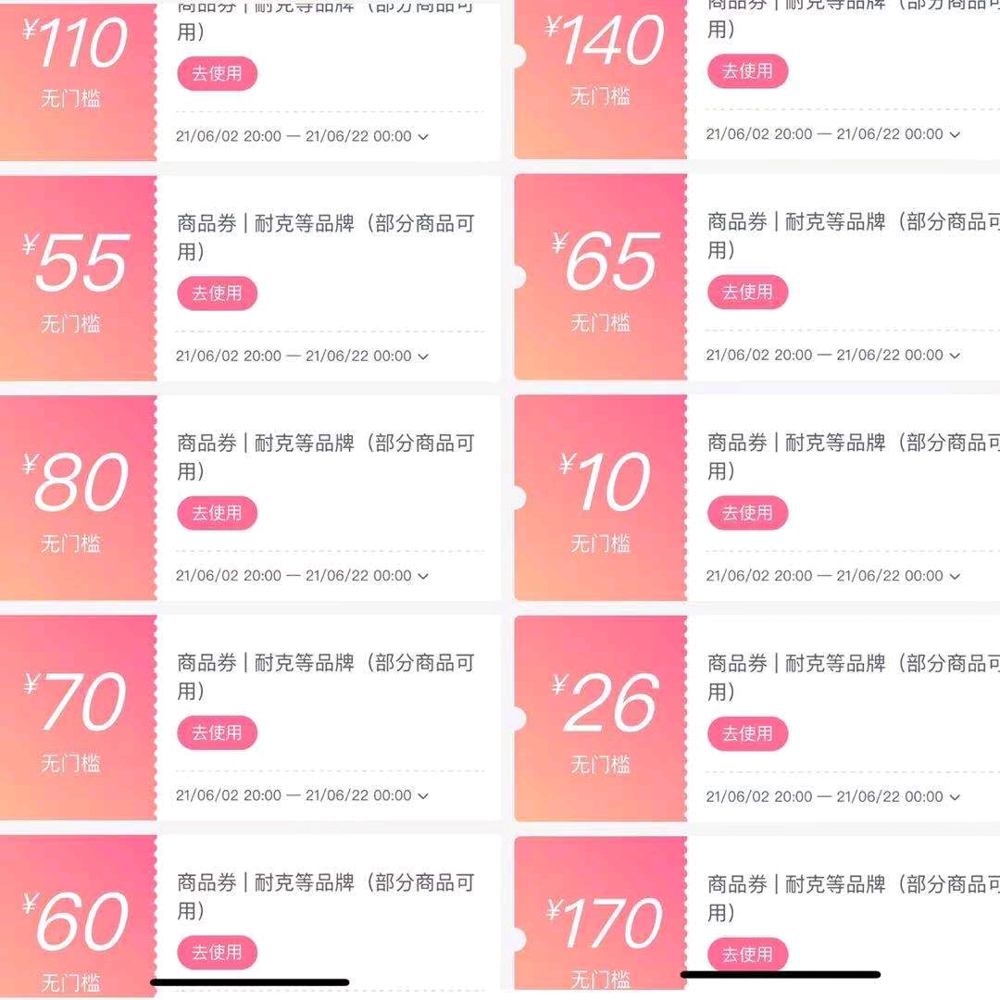 ¥110
无门槛
商品券 | 耐克等品牌（部分商品可
用）
去使用
21/06/02 20:00 — 21/06/22 00:00
¥55
无门槛
商品券 | 耐克等品牌（部分商品可
用）
去使用
21/06/02 20:00 — 21/06/22 00:00
¥80
无门槛
商品券 | 耐克等品牌（部分商品可
用）
去使用
21/06/02 20:00 — 21/06/22 00:00
¥70
无门槛
商品券 | 耐克等品牌（部分商品可
用）
去使用
21/06/02 20:00 — 21/06/22 00:00
¥60
无门槛
商品券 | 耐克等品牌（部分商品可
用）
去使用
¥140
无门槛
商品券 | 耐克等品牌（部分商品可
用）
去使用
21/06/02 20:00 — 21/06/22 00:00
¥65
无门槛
商品券 | 耐克等品牌（部分商品可
用）
去使用
21/06/02 20:00 — 21/06/22 00:00
¥10
无门槛
商品券 | 耐克等品牌（部分商品可
用）
去使用
21/06/02 20:00 — 21/06/22 00:00
¥26
无门槛
商品券 | 耐克等品牌（部分商品可
用）
去使用
21/06/02 20:00 — 21/06/22 00:00
¥170
无门槛
商品券 | 耐克等品牌（部分商品可
用）
去使用